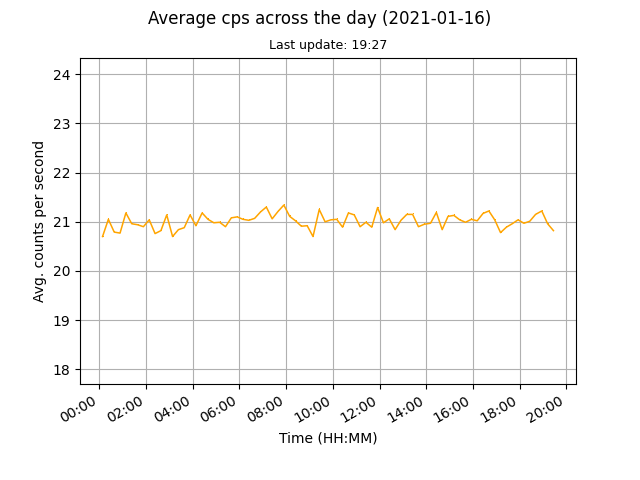 Average cps across the day (2021-01-16)
Last update: 19:27
24
23
22
21
20
19
18
Avg. counts per second
00:00 02:00 04:00 06:00 08:00 10:00 12:00 14:00 16:00 18:00 20:00
Time (HH:MM)